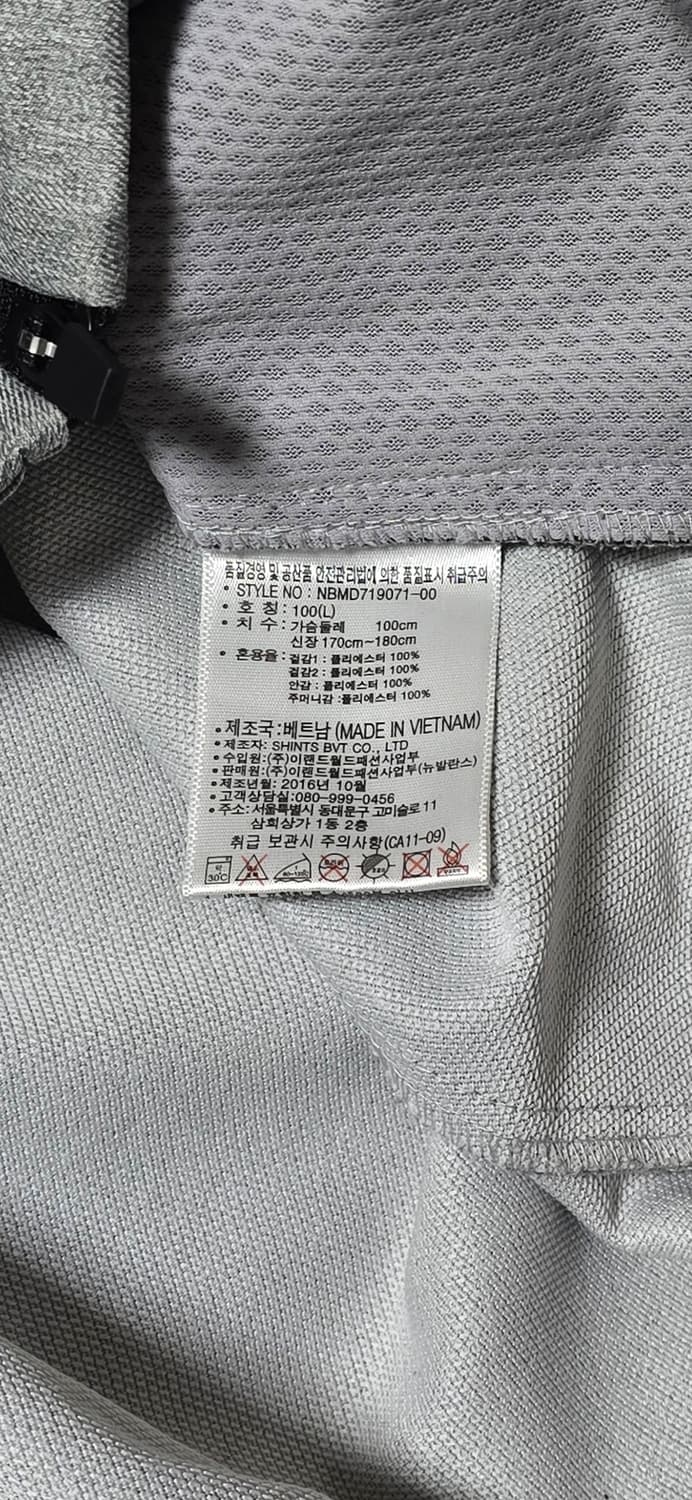 품질경영 및 공산품 안전관리법에 의한 품질표시 취급주의
• STYLE NO : NBMD719071-00
• 호 칭 : 100(L)
• 치 수 : 가슴둘레 100cm
신장 170cm~180cm
• 혼용율 : 겉감1 : 폴리에스터 100%
겉감2 : 폴리에스터 100%
안감 : 폴리에스터 100%
주머니감 : 폴리에스터 100%
• 제조국 : 베트남 (MADE IN VIETNAM)
• 제조자: SHINTS BVT CO., LTD
• 수입원:(주)이랜드월드패션사업부
• 판매원:(주)이랜드월드패션사업부(뉴발란스)
• 제조년월: 2016년 10월
• 고객상담실:080-999-0456
• 주소: 서울특별시 동대문구 고미술로 11
삼희상가 1동 2층
취급 보관시 주의사항(CA11-09)
약 30℃